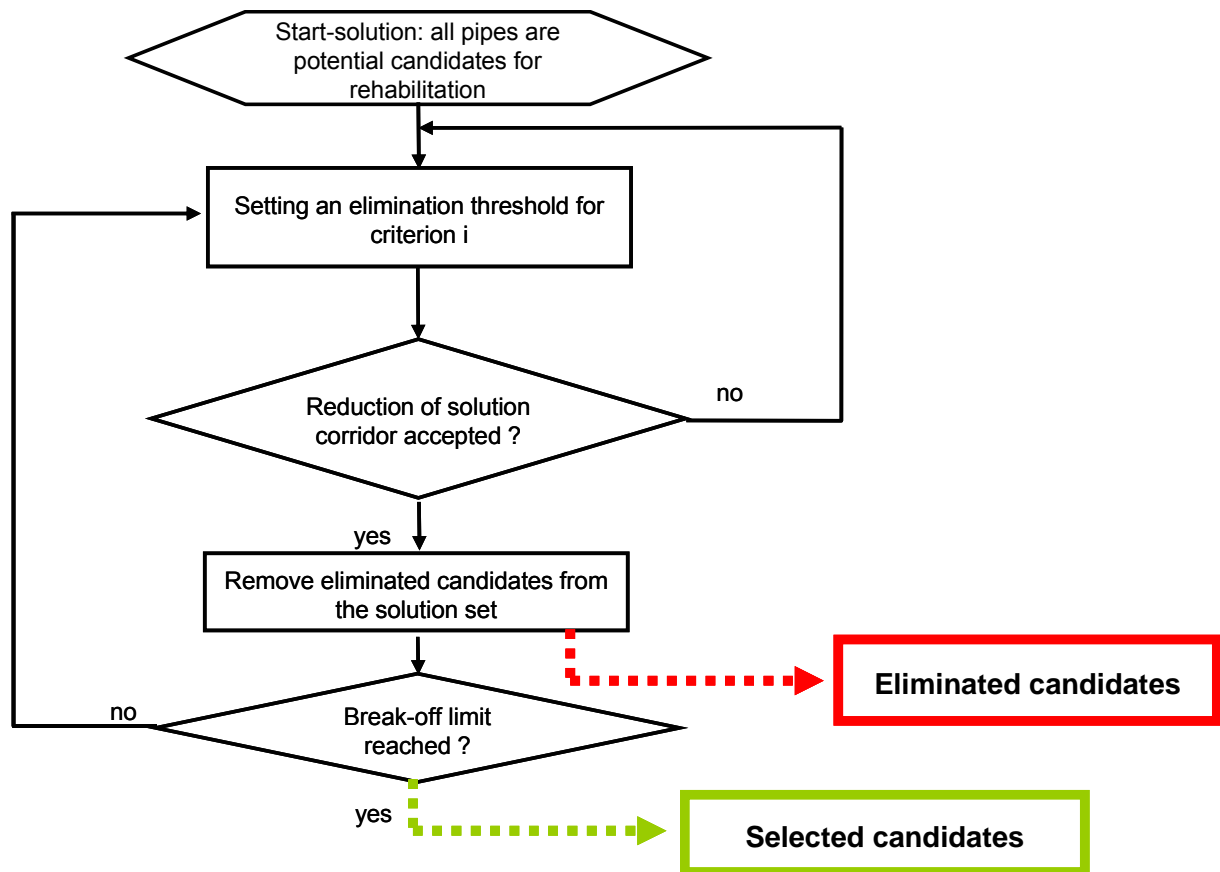 Start-solution: all pipes are
potential candidates for
rehabilitation
Setting an elimination threshold for
criterion i
no
Reduction of solution
corridor accepted ?
yes
Remove eliminated candidates from
the solution set
Eliminated candidates
no
Break-off limit
reached ?
yes
Selected candidates